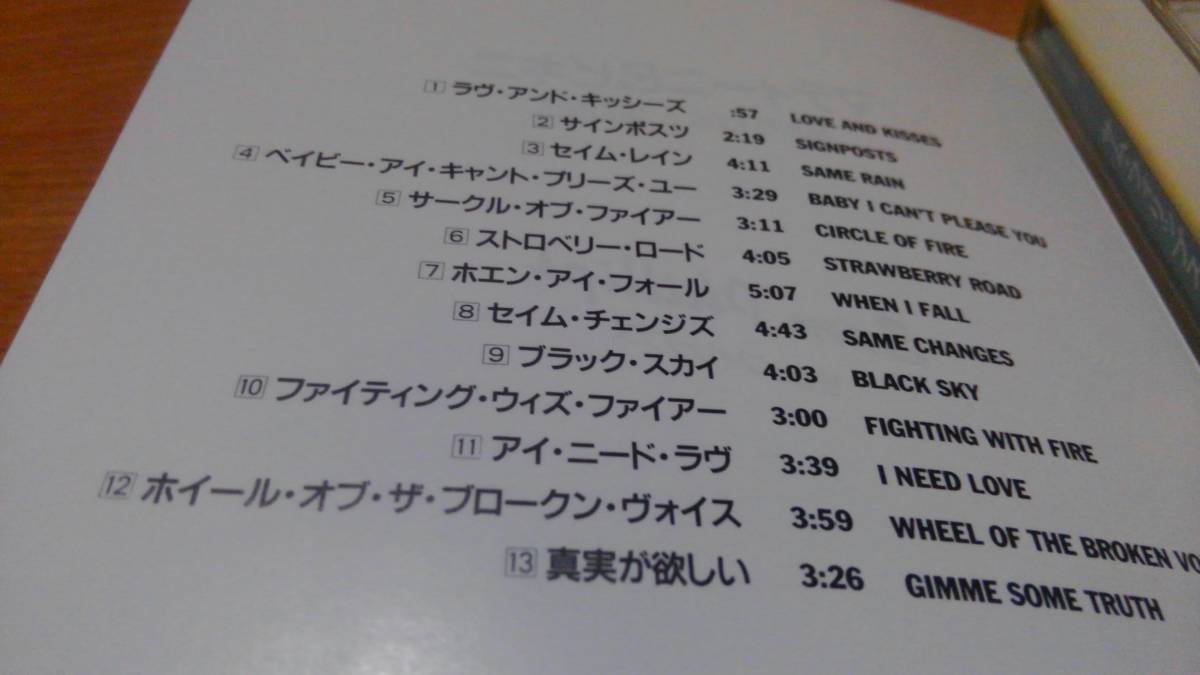 1 ラヴ・アンド・キッシーズ :57 LOVE AND KISSES
2 サインポスツ 2:19 SIGNPOSTS
3 セイム・レイン 4:11 SAME RAIN
4 ベイビー・アイ・キャント・プリーズ・ユー 3:29 BABY I CAN'T PLEASE YOU
5 サークル・オブ・ファイアー 3:11 CIRCLE OF FIRE
6 ストロベリー・ロード 4:05 STRAWBERRY ROAD
7 ホエン・アイ・フォール 5:07 WHEN I FALL
8 セイム・チェンジズ 4:43 SAME CHANGES
9 ブラック・スカイ 4:03 BLACK SKY
10 ファイティング・ウィズ・ファイアー 3:00 FIGHTING WITH FIRE
11 アイ・ニード・ラヴ 3:39 I NEED LOVE
12 ホイール・オブ・ザ・ブロークン・ヴォイス 3:59 WHEEL OF THE BROKEN VO
13 真実が欲しい 3:26 GIMME SOME TRUTH